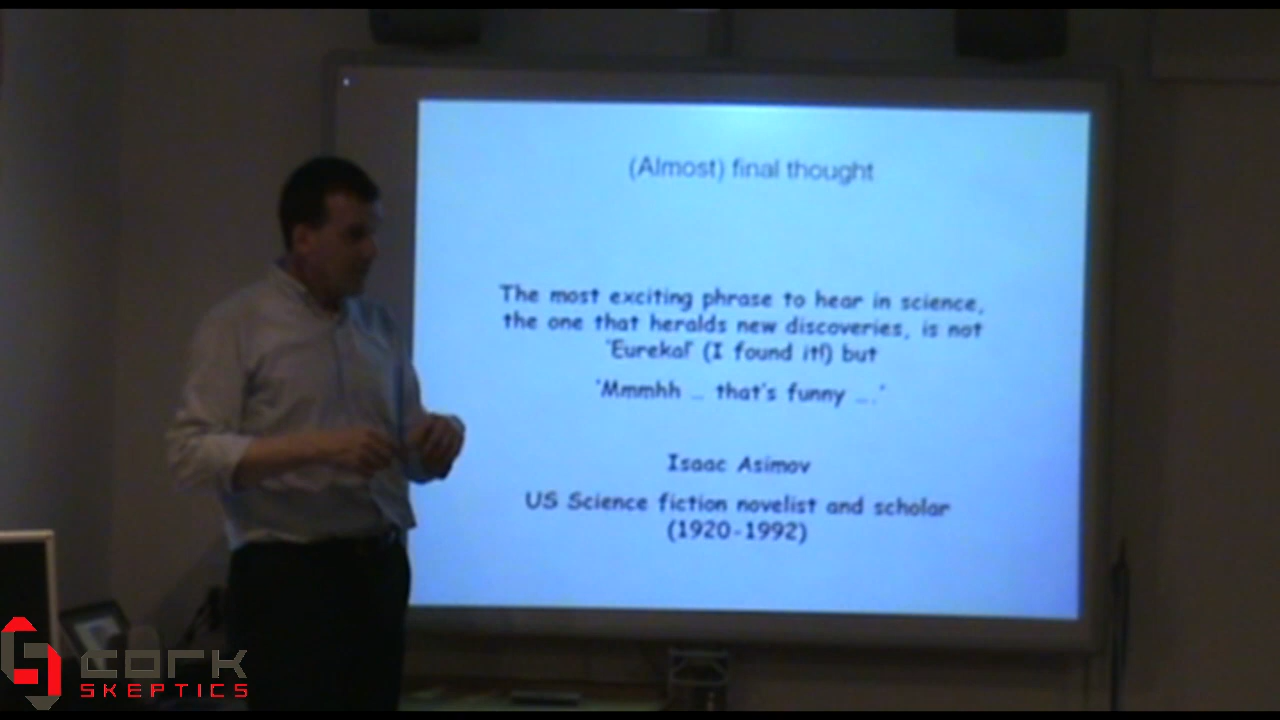 (Almost) final thought
The most exciting phrase to hear in science,
the one that heralds new discoveries, is not
'Eureka!' (I found it!) but
'Mmmhh … that's funny ….'
Isaac Asimov
US Science fiction novelist and scholar
(1920-1992)
cork
SKEPTICS